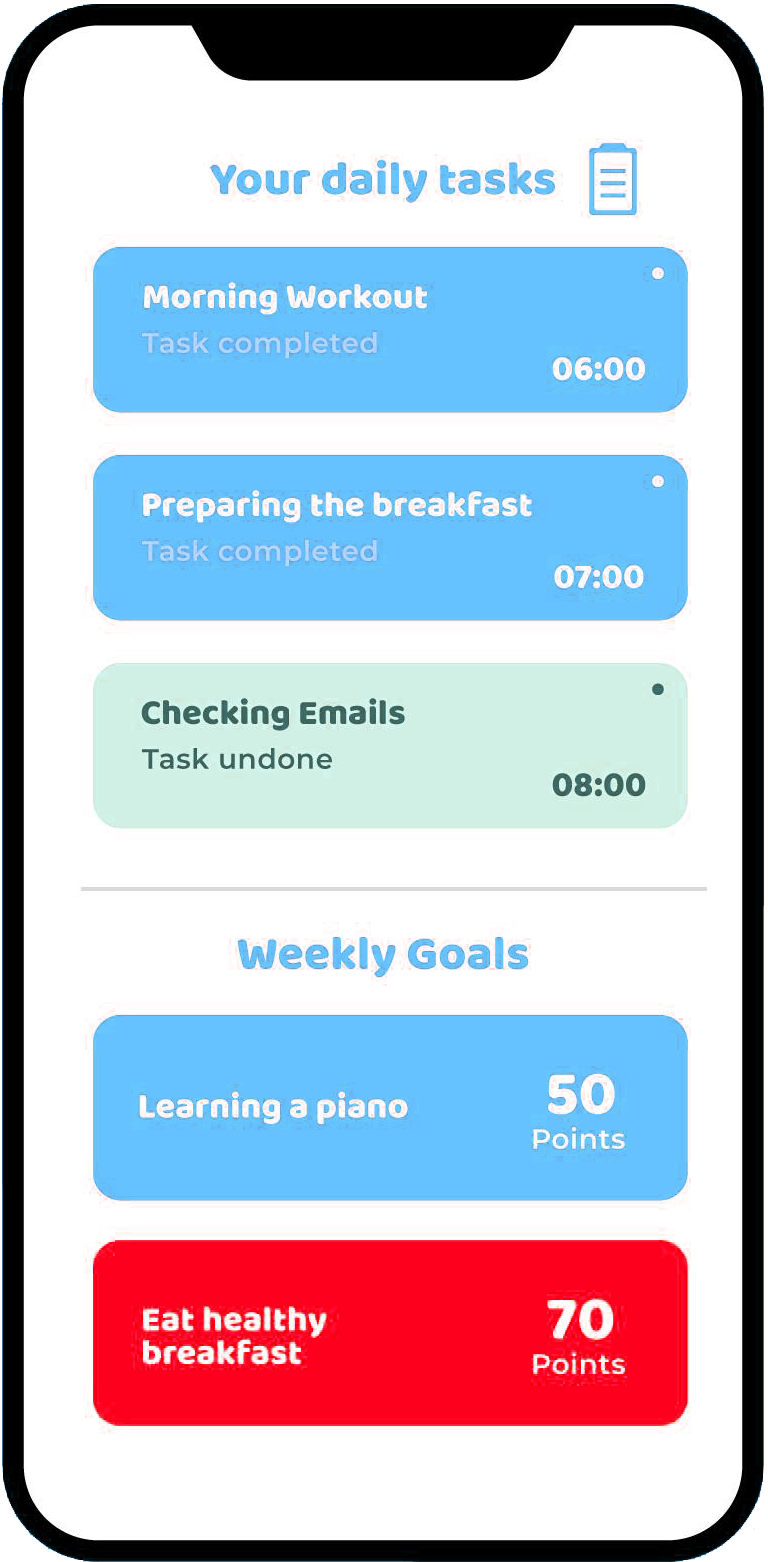 Your daily tasks
Morning Workout
Task completed
06:00
Preparing the breakfast
Task completed
07:00
Checking Emails
Task undone
08:00
Weekly Goals
Learning a piano
50
Points
Eat healthy
breakfast
70
Points